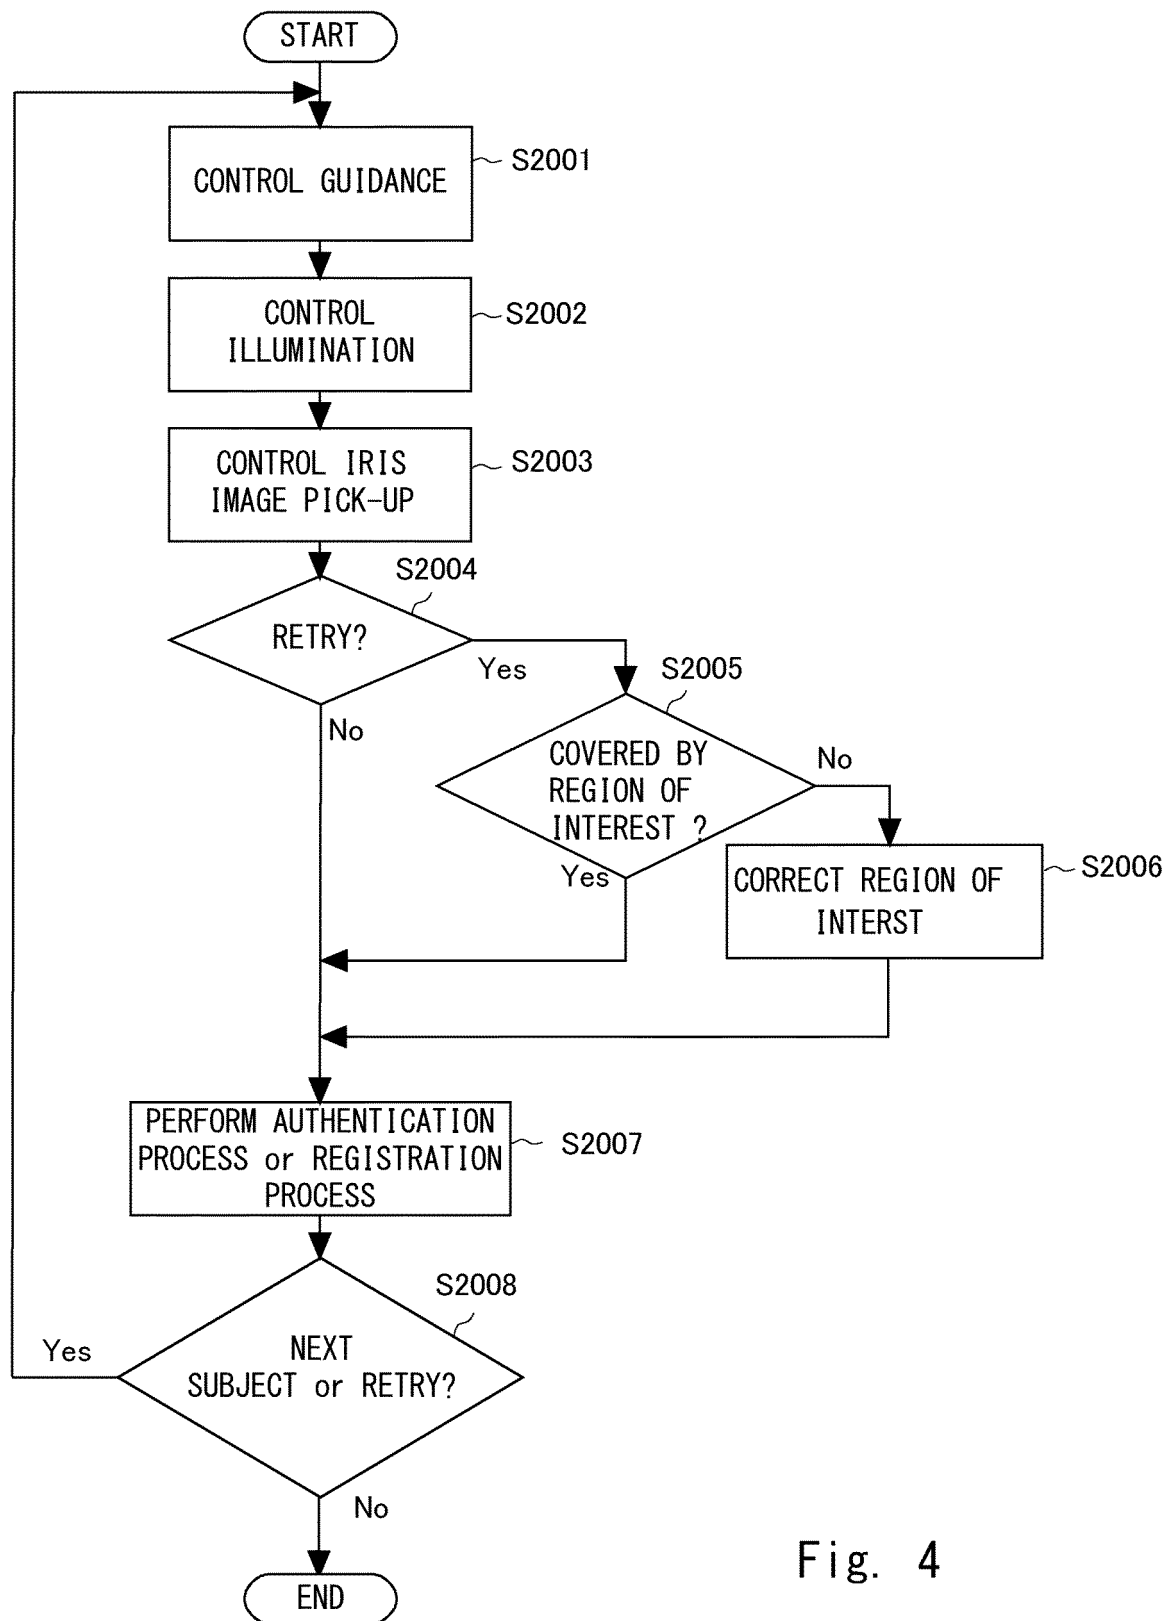 START
CONTROL GUIDANCE
S2001
CONTROL
ILLUMINATION
S2002
CONTROL IRIS
IMAGE PICK-UP
S2003
S2004
RETRY?
Yes
No
S2005
COVERED BY
REGION OF
INTEREST ?
No
Yes
CORRECT REGION OF
INTERST
S2006
PERFORM AUTHENTICATION
PROCESS or REGISTRATION
PROCESS
S2007
S2008
NEXT
SUBJECT or RETRY?
Yes
No
END
Fig. 4